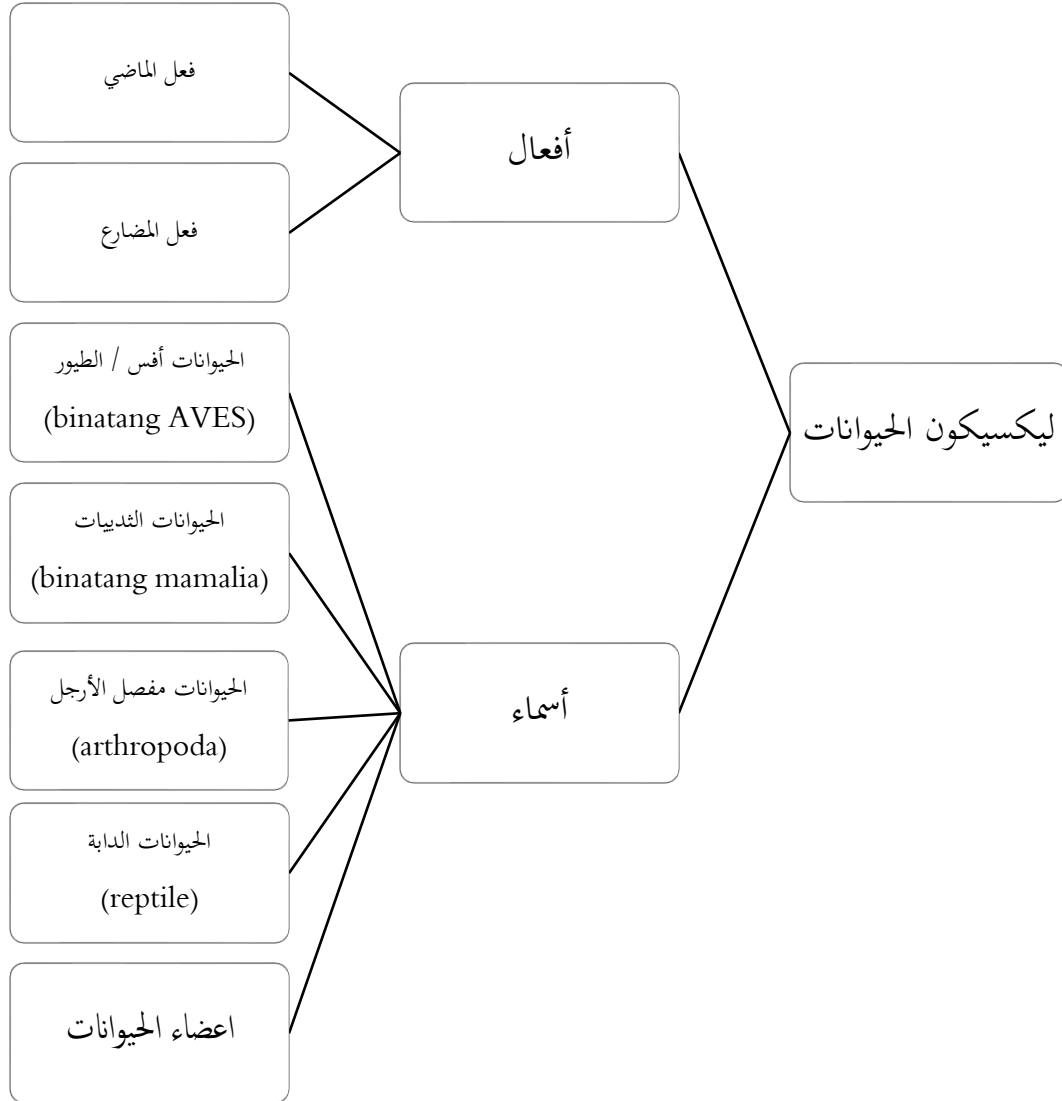 فعل الماضي
أفعال
فعل المضارع
الحيوانات أفس / الطيور
(binatang AVES)
ليكسيكون الحيوانات
الحيوانات الثدييات
(binatang mamalia)
الحيوانات مفصل الأرجل
(arthropoda)
أسماء
الحيوانات الدابة
(reptile)
اعضاء الحيوانات